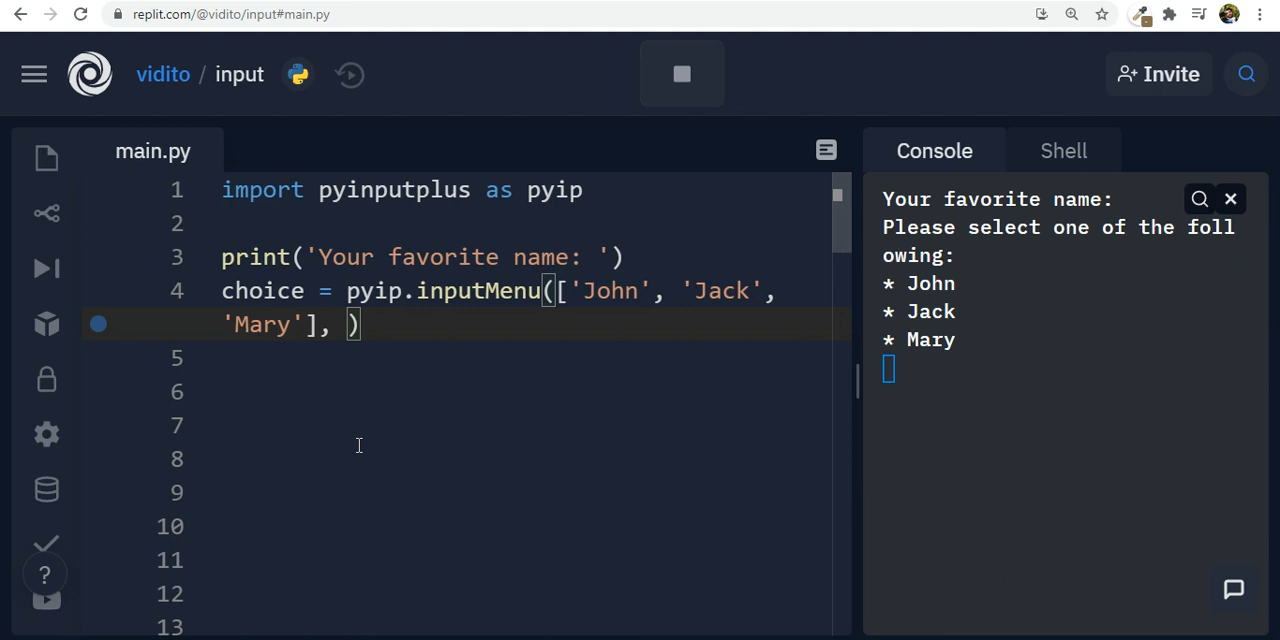 replit.com/@vidito/input#main.py
vidito / input
Invite
main.py
Console
Shell
1 import pyinputplus as pyip
2
3 print('Your favorite name: ')
4 choice = pyip.inputMenu(['John', 'Jack',
'Mary'], )
5
6
7
8
9
10
11
12
13
Your favorite name:
Please select one of the foll
owing:
* John
* Jack
* Mary
?